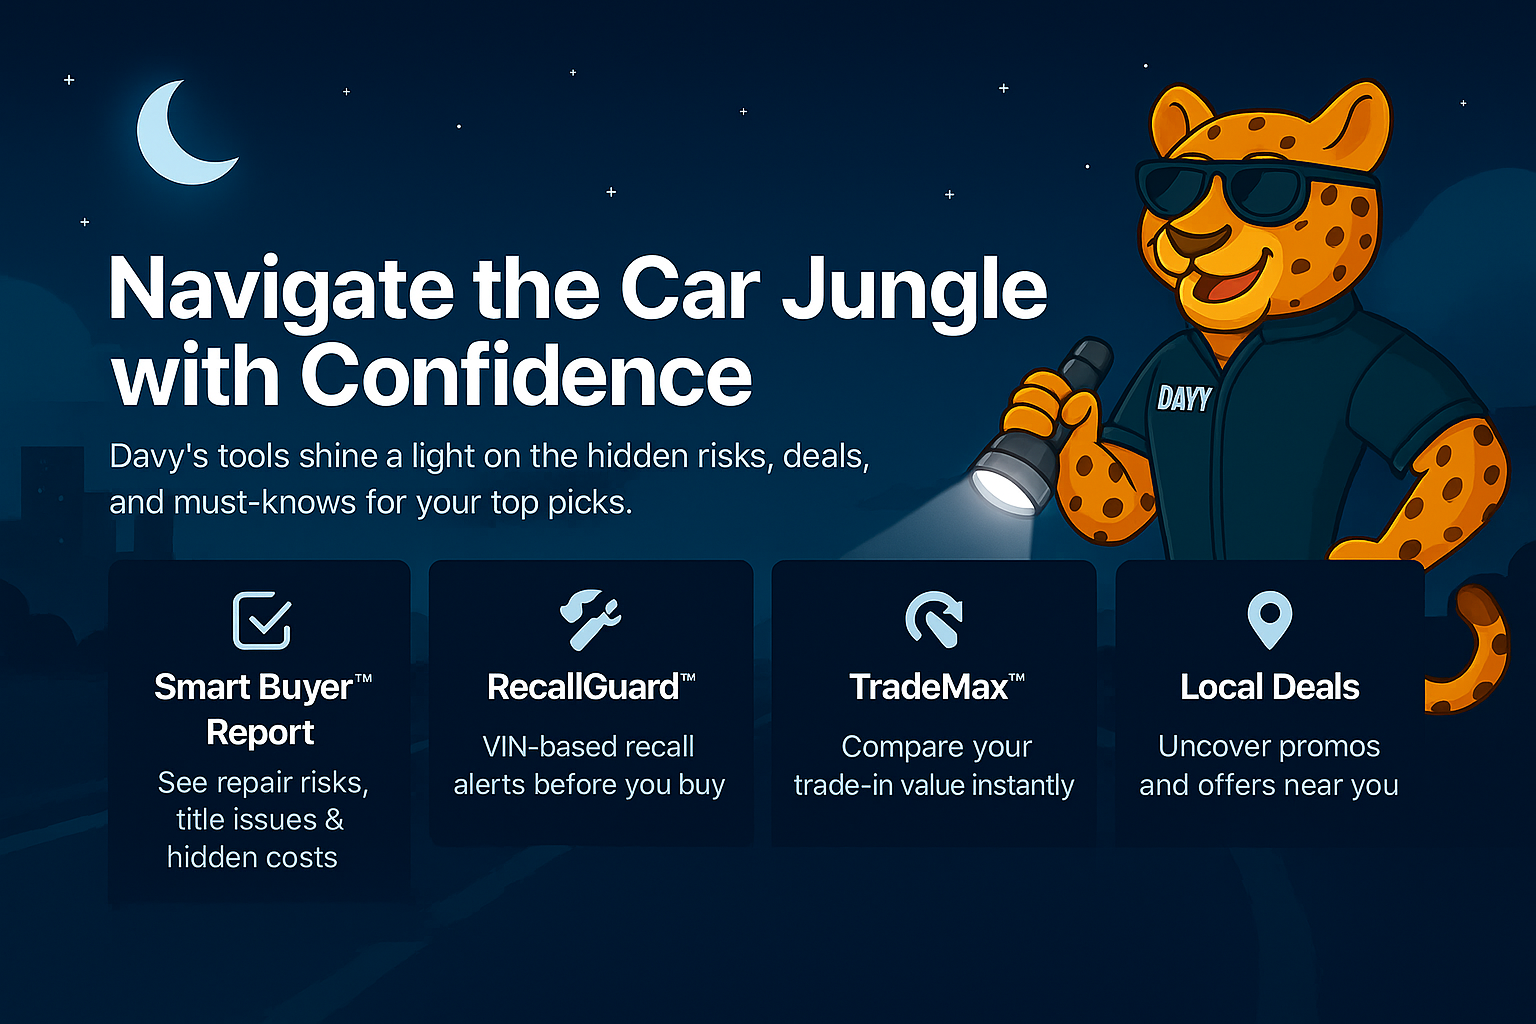 Navigate the Car Jungle
with Confidence
Davy's tools shine a light on the hidden risks, deals,
and must-knows for your top picks.
DAYY
Smart Buyer™
Report
See repair risks,
title issues &
hidden costs
RecallGuard™
VIN-based recall
alerts before you buy
TradeMax™
Compare your
trade-in value instantly
Local Deals
Uncover promos
and offers near you